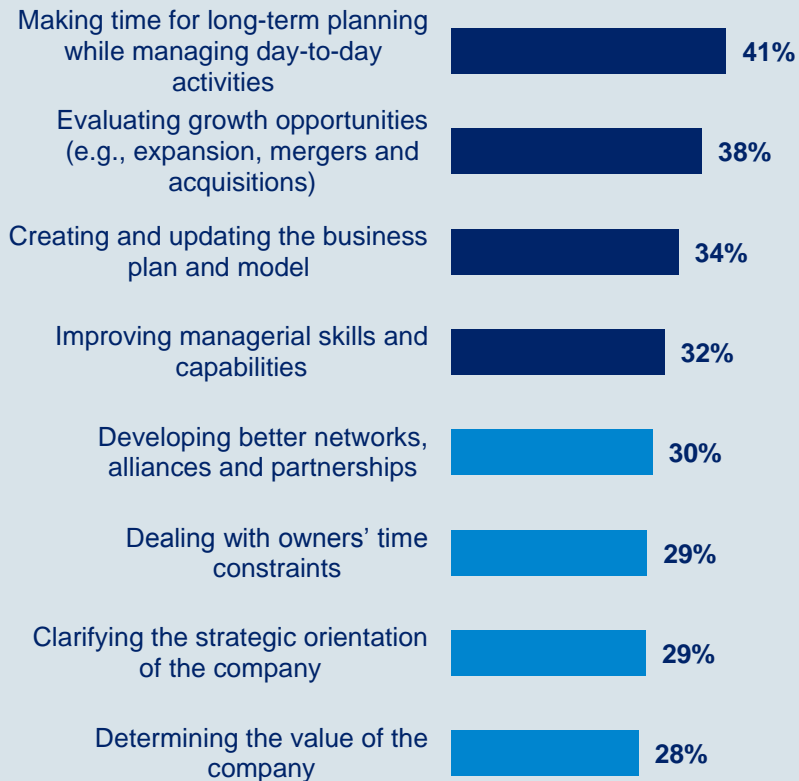 Making time for long-term planning
while managing day-to-day
activities
41%
Evaluating growth opportunities
(e.g., expansion, mergers and
acquisitions)
38%
Creating and updating the business
plan and model
34%
Improving managerial skills and
capabilities
32%
Developing better networks,
alliances and partnerships
30%
Dealing with owners’ time
constraints
29%
Clarifying the strategic orientation
of the company
29%
Determining the value of the
company
28%